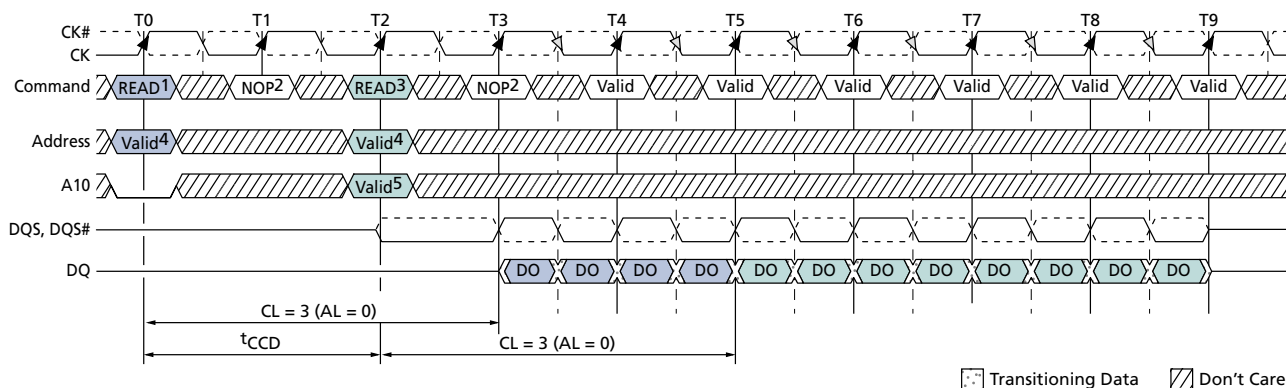 T0 T1 T2 T3 T4 T5 T6 T7 T8 T9
CK#
CK
Command READ1 NOP2 READ3 NOP2 Valid Valid Valid Valid Valid Valid
Address Valid4 Valid4
A10 Valid5
DQS, DQS#
DQ DO DO DO DO DO DO DO DO DO DO DO DO
CL = 3 (AL = 0)
tCCD CL = 3 (AL = 0)
Transitioning Data Don't Care